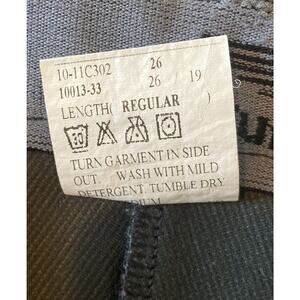 10-11C302 26
10013-33 26 / 19
LENGTH( REGULAR )
30
TURN GARMENT IN SIDE
OUT. WASH WITH MILD
DETERGENT. TUMBLE DRY